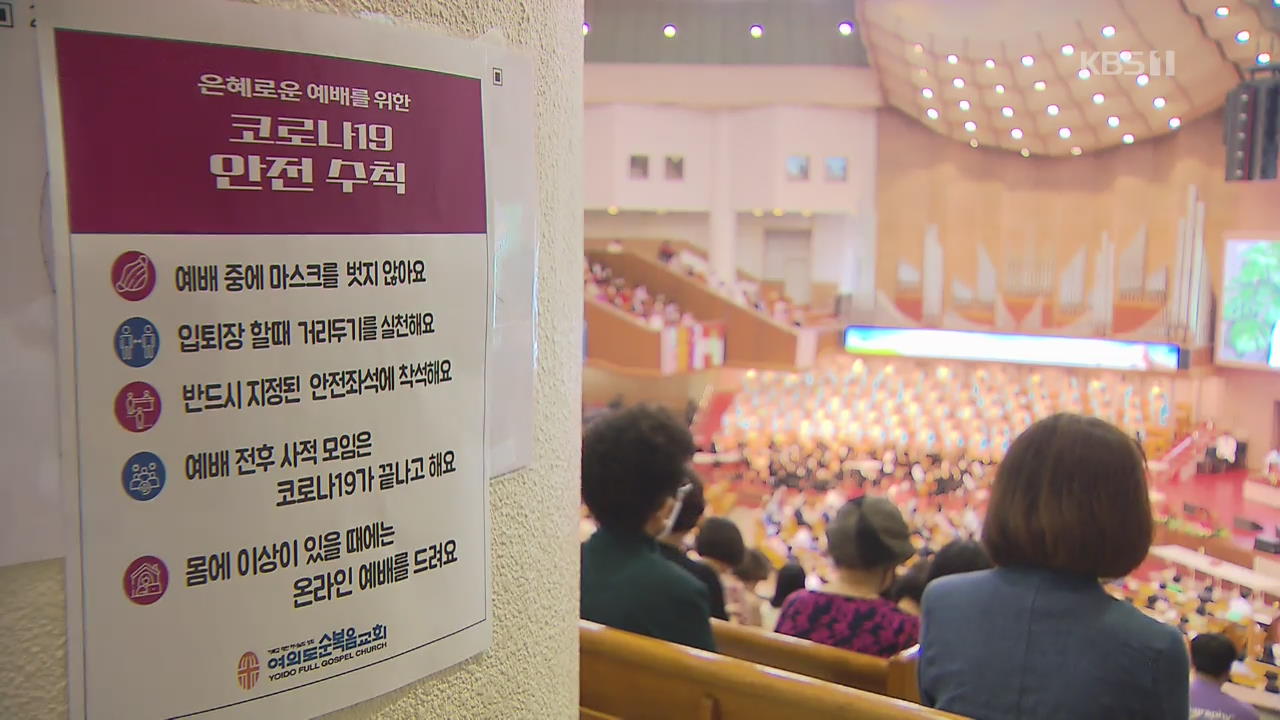 은혜로운 예배를 위한
코로나19
안전 수칙
예배 중에 마스크를 벗지 않아요
입퇴장 할때 거리두기를 실천해요
반드시 지정된 안전좌석에 착석해요
예배 전후 사적 모임은
코로나19가 끝나고 해요
몸에 이상이 있을 때에는
온라인 예배를 드려요
여의도순복음교회
YOIDO FULL GOSPEL CHURCH
KBS 1